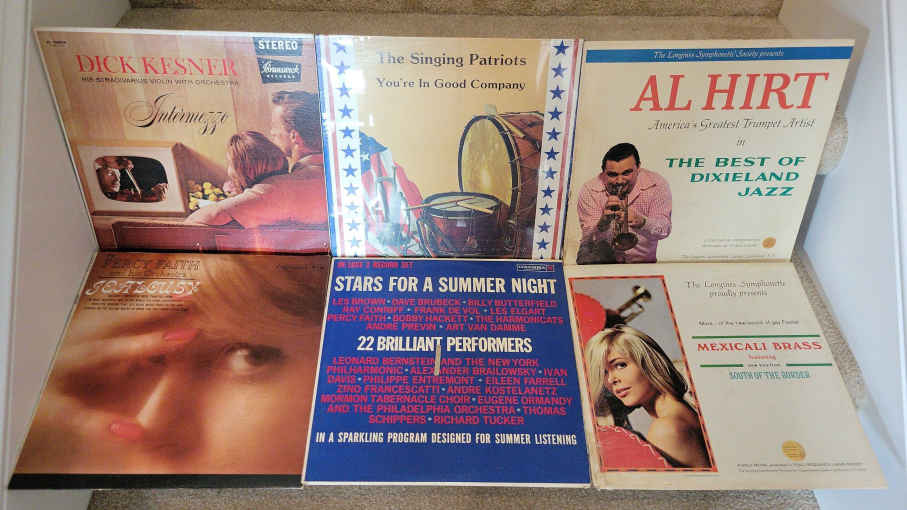 DICK KESNER
HIS STRADIVARIUS VIOLIN WITH ORCHESTRA
Intermezzo
STEREO
Brunswick
RECORDS
The Singing Patriots
You're In Good Company
The Longines Symphonette Society presents
AL HIRT
America's Greatest Trumpet Artist
in
THE BEST OF
DIXIELAND
JAZZ
PERCY FAITH
JEALOUSY
DE LUXE 2 RECORD SET
COLUMBIA
STARS FOR A SUMMER NIGHT
LES BROWN • DAVE BRUBECK • BILLY BUTTERFIELD
RAY CONIFF • FRANK DE VOL • LES ELGART
PERCY FAITH • BOBBY HACKETT • THE HARMONICATS
ANDRÉ PREVIN • ART VAN DAMME
22 BRILLIANT PERFORMERS
LEONARD BERNSTEIN AND THE NEW YORK
PHILHARMONIC • ALEXANDER BRAILOWSKY • IVAN
DAVIS • PHILIPPE ENTREMONT • EILEEN FARRELL
ZINO FRANCESCATTI • ANDRE KOSTELANETZ
MORMON TABERNACLE CHOIR • EUGENE ORMANDY
AND THE PHILADELPHIA ORCHESTRA • THOMAS
SCHIPPERS • RICHARD TUCKER
IN A SPARKLING PROGRAM DESIGNED FOR SUMMER LISTENING
The Longines Symphonette
proudly presents
MEXICALI BRASS
featuring
SOUTH OF THE BORDER